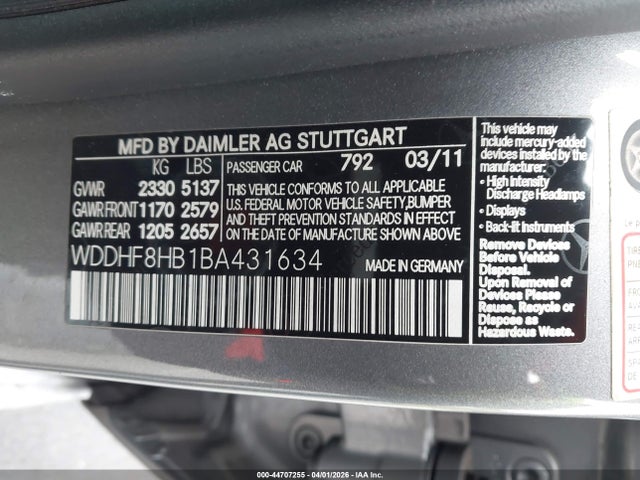 MFD BY DAIMLER AG STUTTGART
KG LBS
GVWR 2330 5137
GAWR FRONT 1170 2579
GAWR REAR 1205 2657
PASSENGER CAR 792 03/11
THIS VEHICLE CONFORMS TO ALL APPLICABLE
U.S. FEDERAL MOTOR VEHICLE SAFETY,BUMPER
AND THEFT PREVENTION STANDARDS IN EFFECT
ON THE DATE OF MANUFACTURE SHOWN ABOVE.
WDDHF8HB1BA431634
MADE IN GERMANY
This vehicle may
include mercury-added
devices installed by the
manufacturer:
• High Intensity
Discharge Headlamps
• Displays
• Back-lit Instruments
Remove Devices
Before Vehicle
Disposal.
Upon Removal of
Devices Please
Reuse, Recycle or
Dispose as
Hazardous Waste.
000-44707255 - 04/01/2026 - IAAI, Inc.